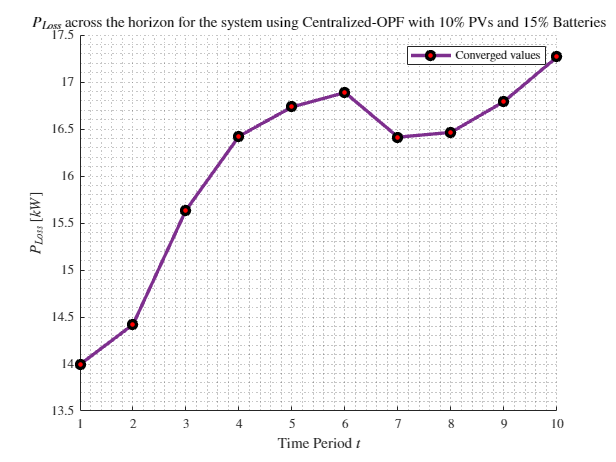 P_Loss across the horizon for the system using Centralized-OPF with 10% PVs and 15% Batteries
17.5
Converged values
17
16.5
16
15.5
15
14.5
14
13.5
P_Loss [kW]
1 2 3 4 5 6 7 8 9 10
Time Period t